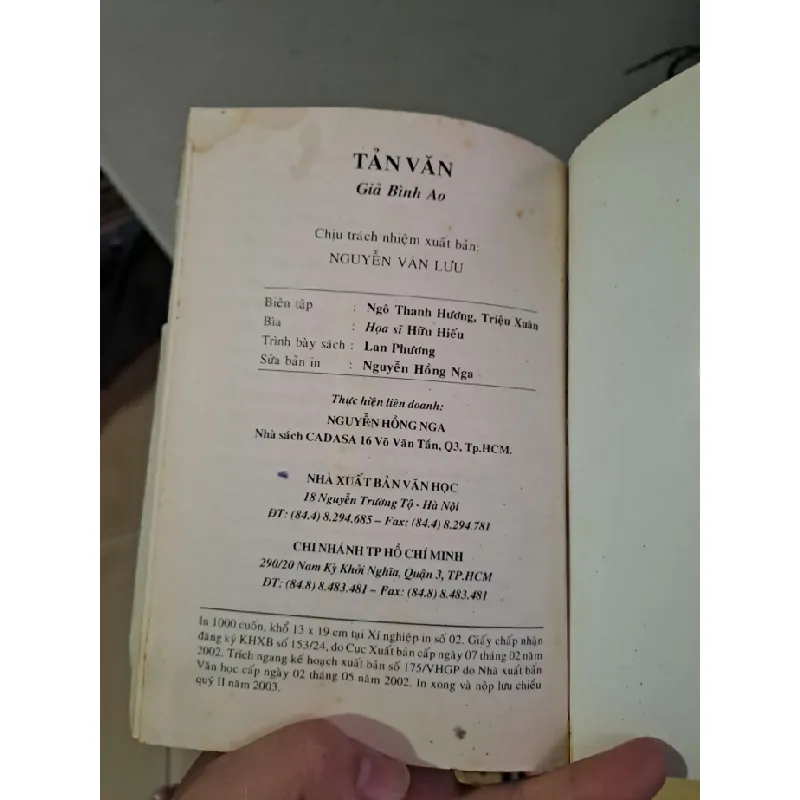 TẢN VĂN
Giả Bình Ao
Chịu trách nhiệm xuất bản:
NGUYỄN VĂN LƯU
Biên tập : Ngô Thanh Hương, Triệu Xuân
Bìa : Họa sĩ Hữu Hiếu
Trình bày sách : Lan Phương
Sửa bản in : Nguyễn Hồng Nga
Thực hiện liên doanh:
NGUYỄN HỒNG NGA
Nhà sách CADASA 16 Võ Văn Tần, Q3, Tp.HCM.
NHÀ XUẤT BẢN VĂN HỌC
18 Nguyễn Trường Tộ - Hà Nội
ĐT: (84.4) 8.294.685 – Fax: (84.4) 8.294.781
CHI NHÁNH TP HỒ CHÍ MINH
290/20 Nam Kỳ Khởi Nghĩa, Quận 3, TP.HCM
ĐT: (84.8) 8.483.481 – Fax: (84.8) 8.483.481
In 1000 cuốn, khổ 13 x 19 cm tại Xí nghiệp in số 02. Giấy chấp nhận
đăng ký KHXB số 153/24, do Cục Xuất bản cấp ngày 07 tháng 02 năm
2002. Trích ngang kế hoạch xuất bản số 175/VHGP do Nhà xuất bản
Văn học cấp ngày 02 tháng 05 năm 2002. In xong và nộp lưu chiểu
quý II năm 2003.